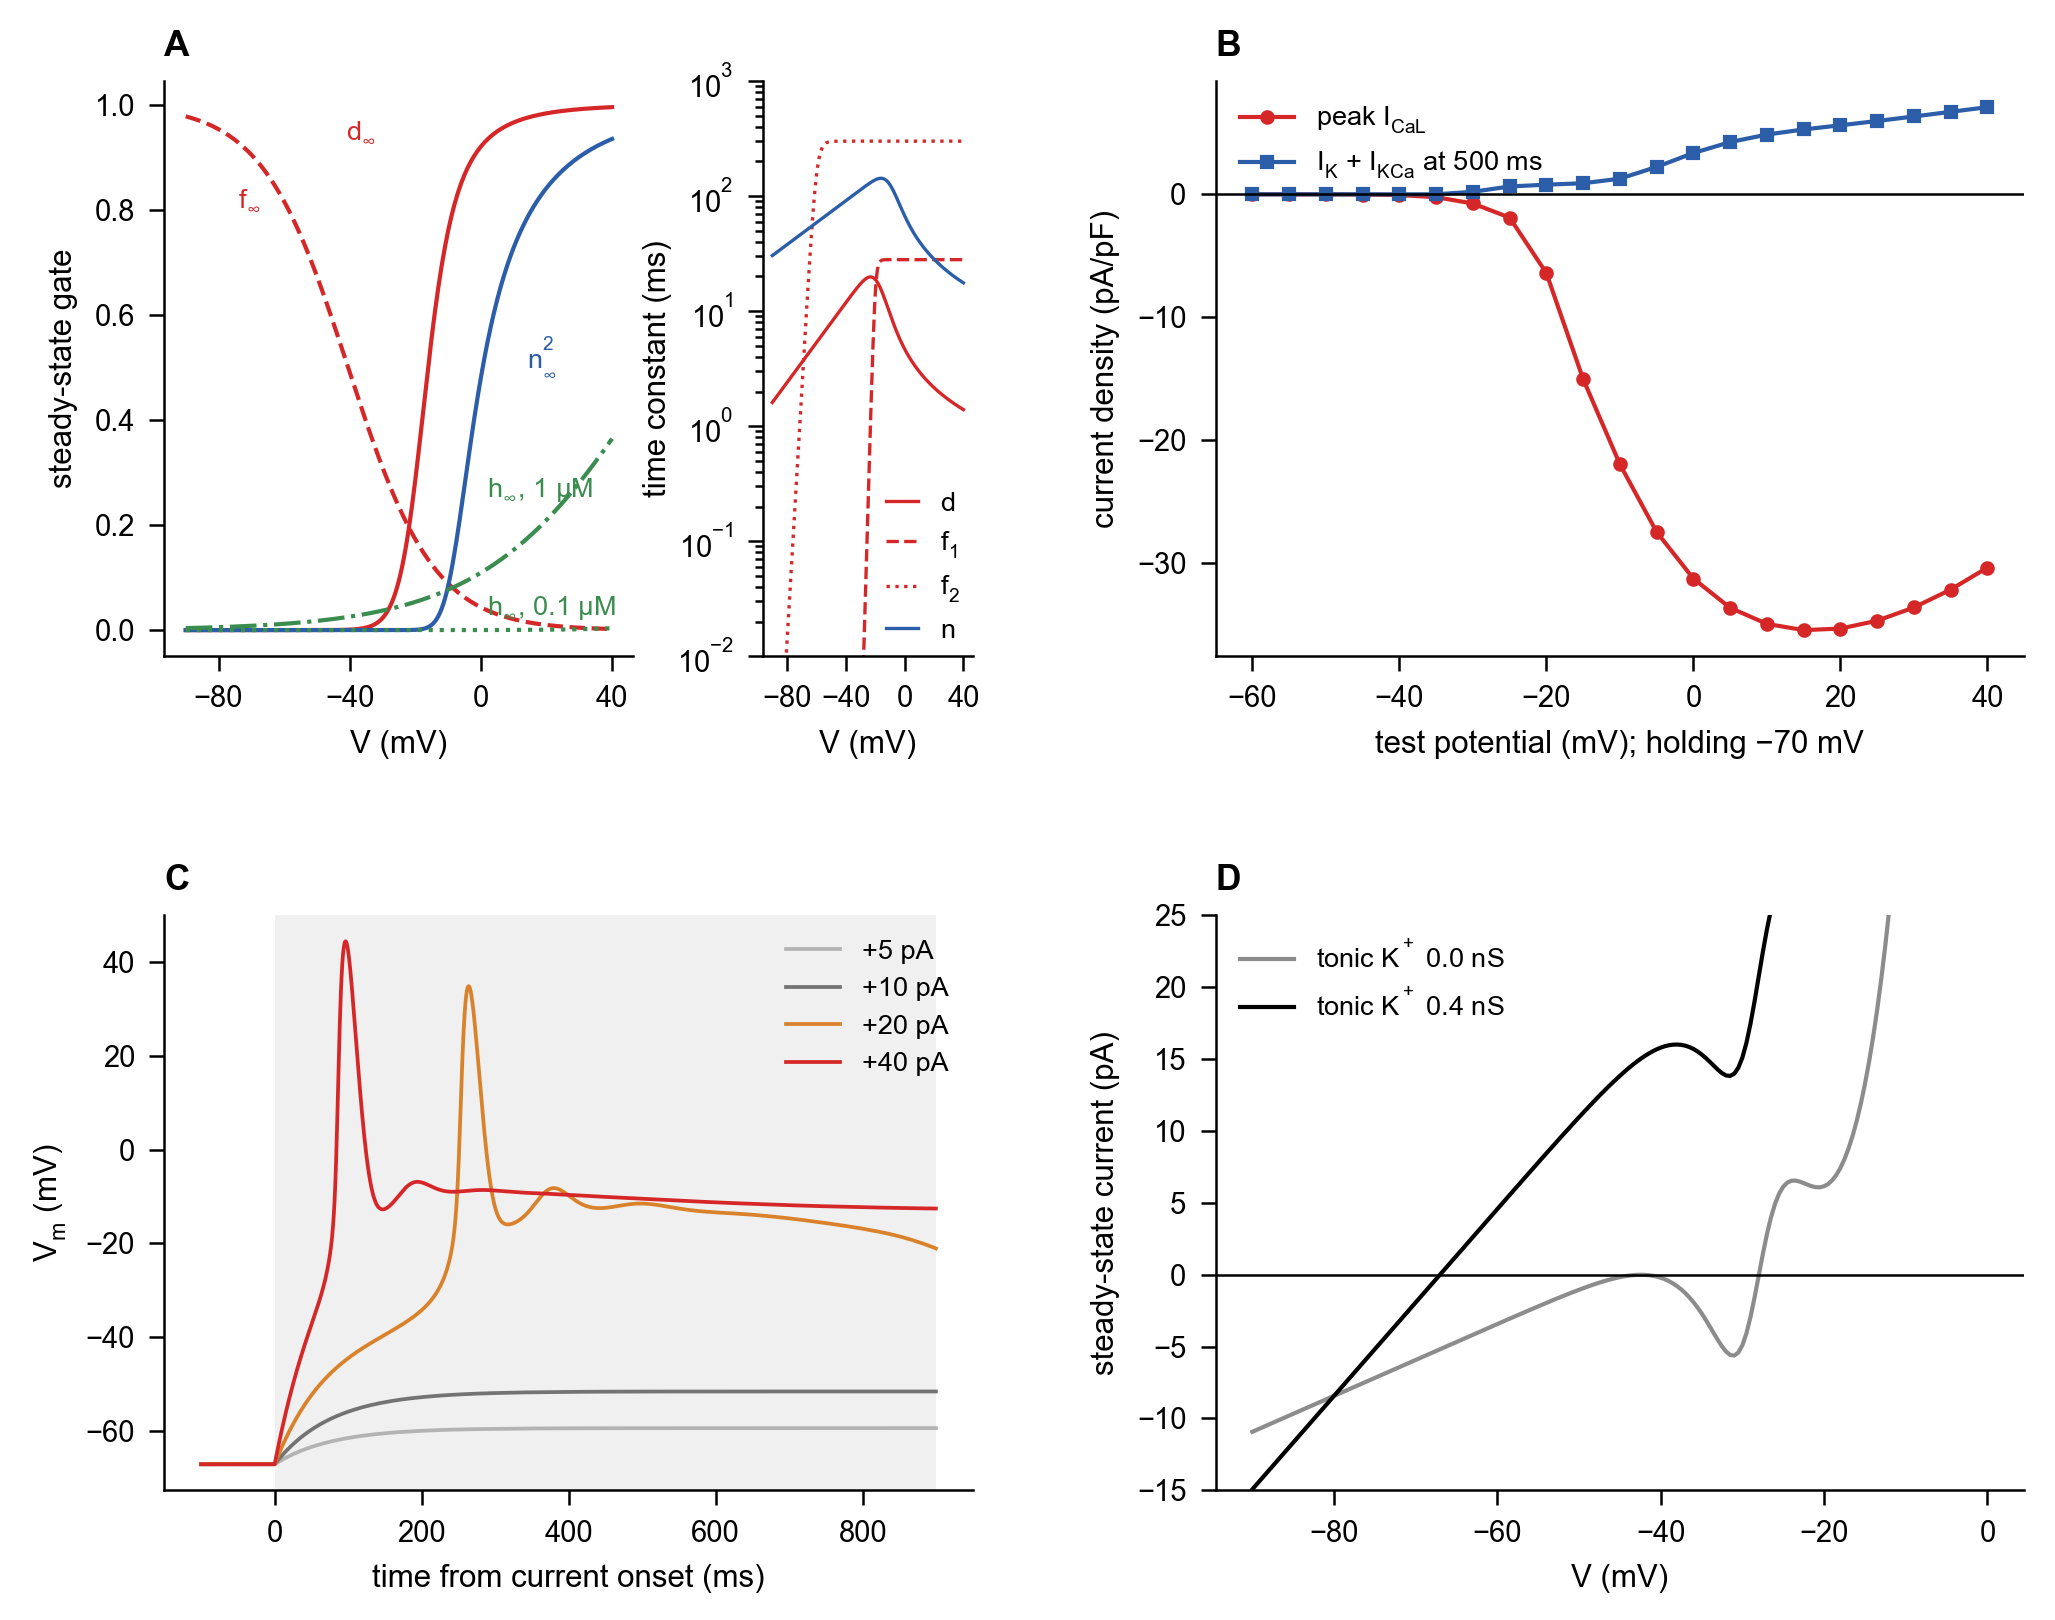 A
steady-state gate
1.0
0.8
0.6
0.4
0.2
0.0
−80
−40
0
40
V (mV)
d∞
f∞
n²∞
h∞, 1 µM
h∞, 0.1 µM
time constant (ms)
10³
10²
10¹
10⁰
10⁻¹
10⁻²
d
f₁
f₂
n
−80
−40
0
40
V (mV)
B
current density (pA/pF)
0
−10
−20
−30
peak I_CaL
I_K + I_KCa at 500 ms
−60
−40
−20
0
20
40
test potential (mV); holding −70 mV
C
Vₘ (mV)
40
20
0
−20
−40
−60
+5 pA
+10 pA
+20 pA
+40 pA
0
200
400
600
800
time from current onset (ms)
D
steady-state current (pA)
25
20
15
10
5
0
−5
−10
−15
tonic K⁺ 0.0 nS
tonic K⁺ 0.4 nS
−80
−60
−40
−20
0
V (mV)